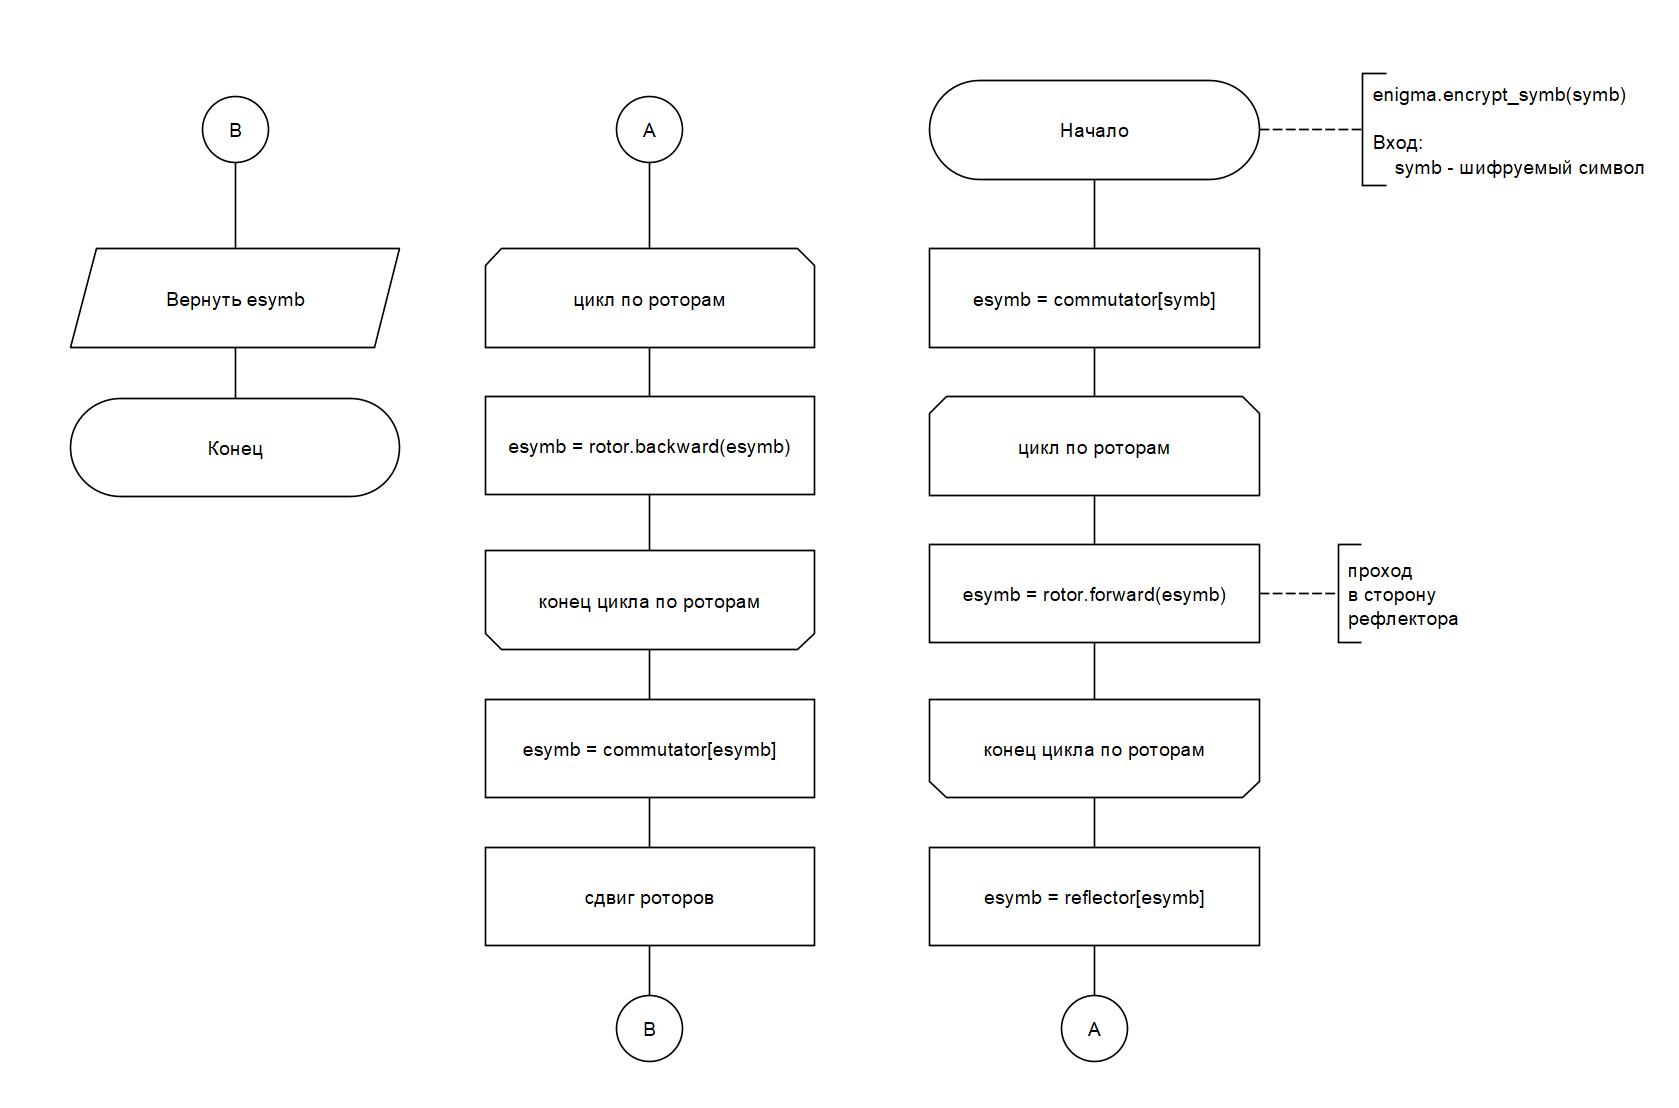 B
Вернуть esymb
Конец
A
цикл по роторам
esymb = rotor.backward(esymb)
конец цикла по роторам
esymb = commutator[esymb]
сдвиг роторов
B
Начало
enigma.encrypt_symb(symb)
Вход:
symb - шифруемый символ
esymb = commutator[symb]
цикл по роторам
esymb = rotor.forward(esymb)
проход
в сторону
рефлектора
конец цикла по роторам
esymb = reflector[esymb]
A